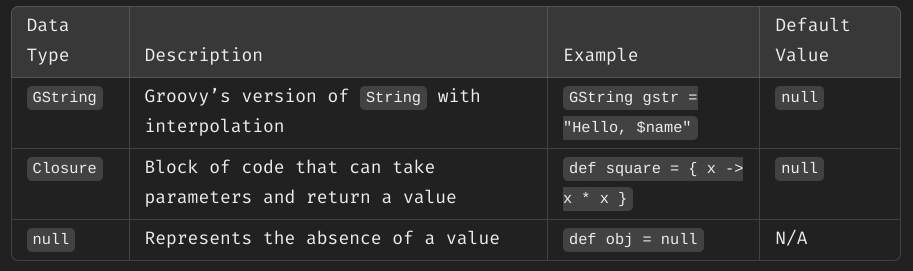 Data
Type Description Example Default
Value
GString Groovy’s version of String with
interpolation GString gstr =
"Hello, $name" null
Closure Block of code that can take
parameters and return a value def square = { x ->
x * x } null
null Represents the absence of a value def obj = null N/A